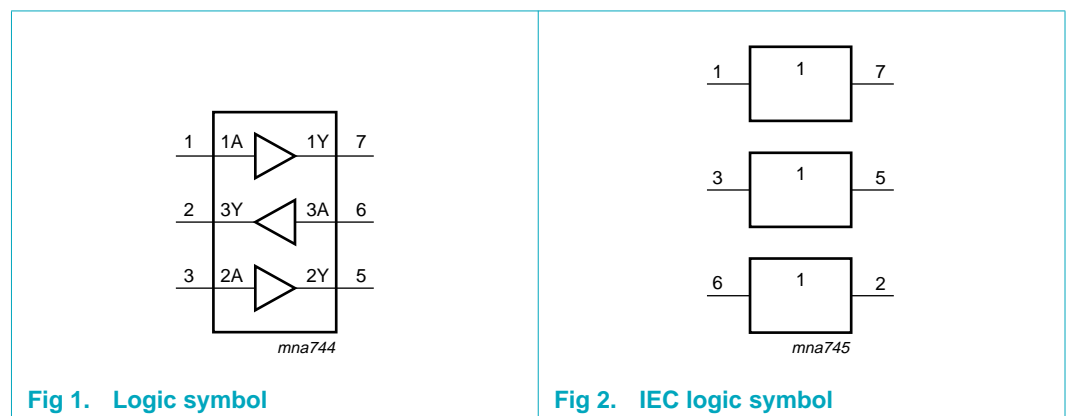 1 1A 1Y 7
2 3Y 3A 6
3 2A 2Y 5
mna744
Fig 1. Logic symbol
1 1 7
3 1 5
6 1 2
mna745
Fig 2. IEC logic symbol